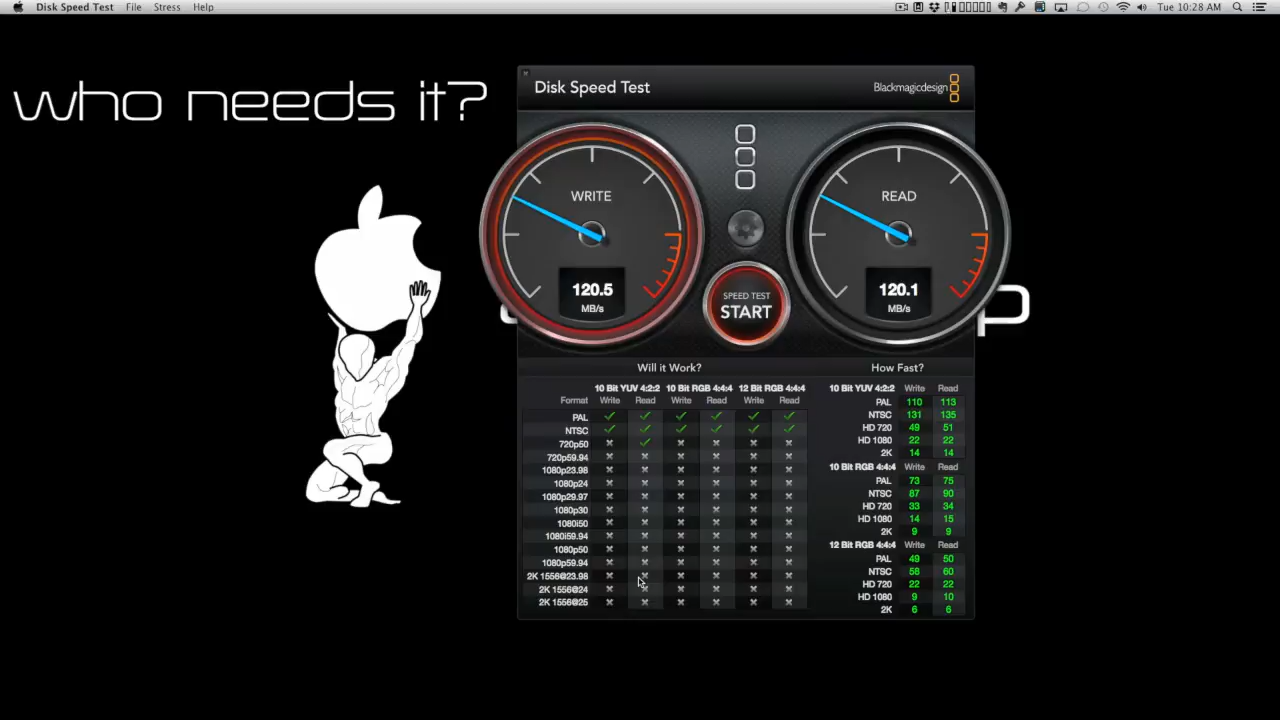 Disk Speed Test File Stress Help Tue 10:28 AM
who needs it?
Disk Speed Test
Blackmagicdesign
WRITE
120.5
MB/s
SPEED TEST
START
READ
120.1
MB/s
Will it Work?
10 Bit YUV 4:2:2 10 Bit RGB 4:4:4 12 Bit RGB 4:4:4
Format Write Read Write Read Write Read
PAL
NTSC
720p50
720p59.94
1080p23.98
1080p24
1080p29.97
1080p30
1080i50
1080i59.94
1080p50
1080p59.94
2K 1556@23.98
2K 1556@24
2K 1556@25
How Fast?
10 Bit YUV 4:2:2 Write Read
PAL 110 113
NTSC 131 135
HD 720 49 51
HD 1080 22 22
2K 14 14
10 Bit RGB 4:4:4 Write Read
PAL 73 75
NTSC 87 90
HD 720 33 34
HD 1080 14 15
2K 9 9
12 Bit RGB 4:4:4 Write Read
PAL 49 50
NTSC 58 60
HD 720 22 22
HD 1080 9 10
2K 6 6